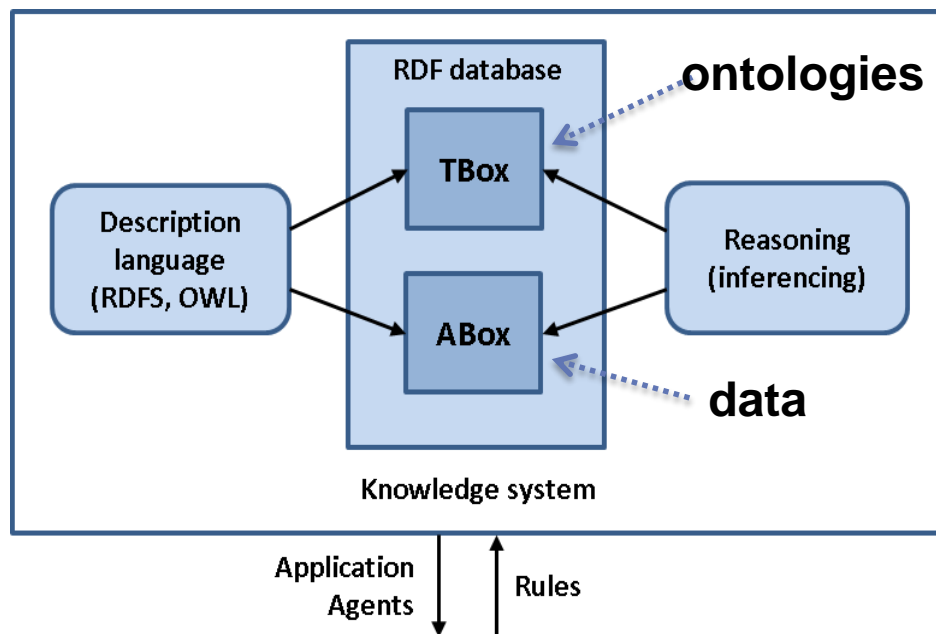 RDF database
ontologies
TBox
Description
language
(RDFS, OWL)
Reasoning
(inferencing)
ABox
data
Knowledge system
Application
Agents
Rules